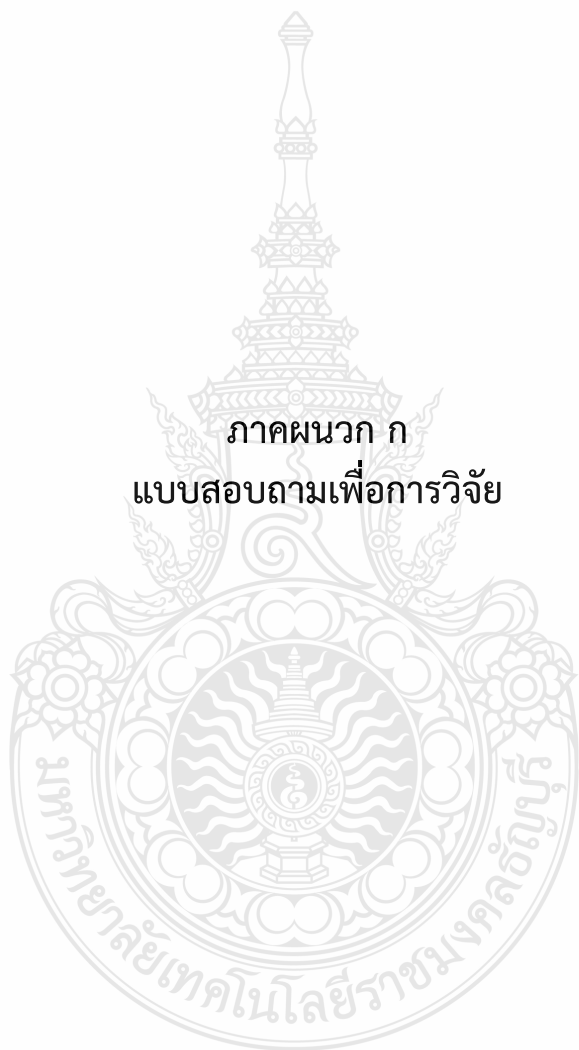 ภาคผนวก ก
แบบสอบถามเพื่อการวิจัย
มหาวิทยาลัยเทคโนโลยีราชมงคลธัญบุรี